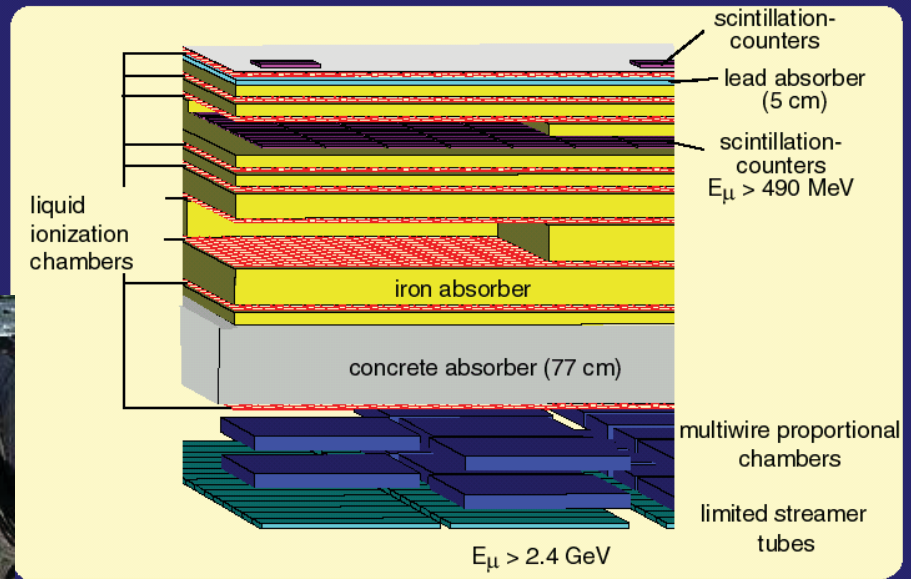 scintillation-
counters
lead absorber
(5 cm)
scintillation-
counters
Eμ > 490 MeV
liquid
ionization
chambers
iron absorber
concrete absorber (77 cm)
multiwire proportional
chambers
limited streamer
tubes
Eμ > 2.4 GeV